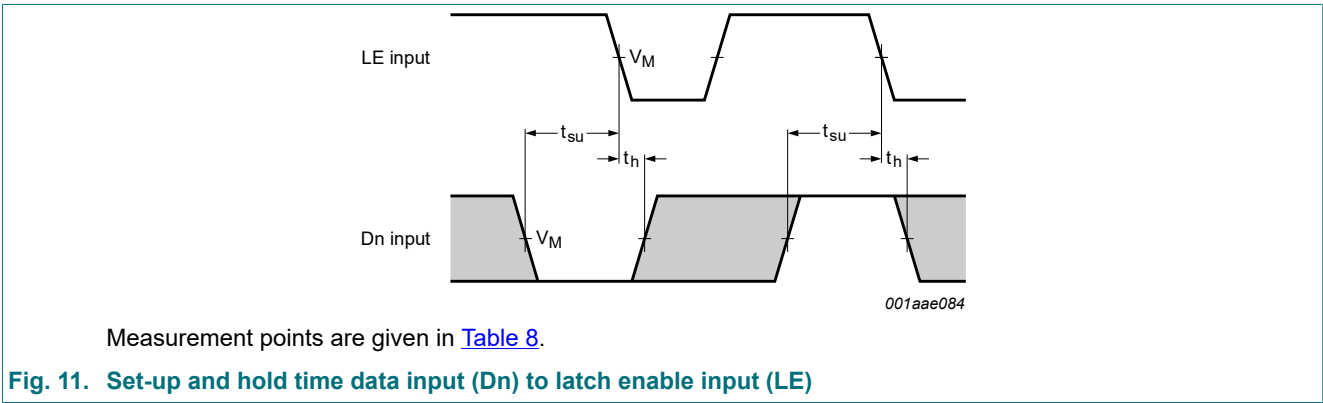 LE input
VM
tsu
tsu
th
th
Dn input
VM
001aae084
Measurement points are given in Table 8.
Fig. 11. Set-up and hold time data input (Dn) to latch enable input (LE)